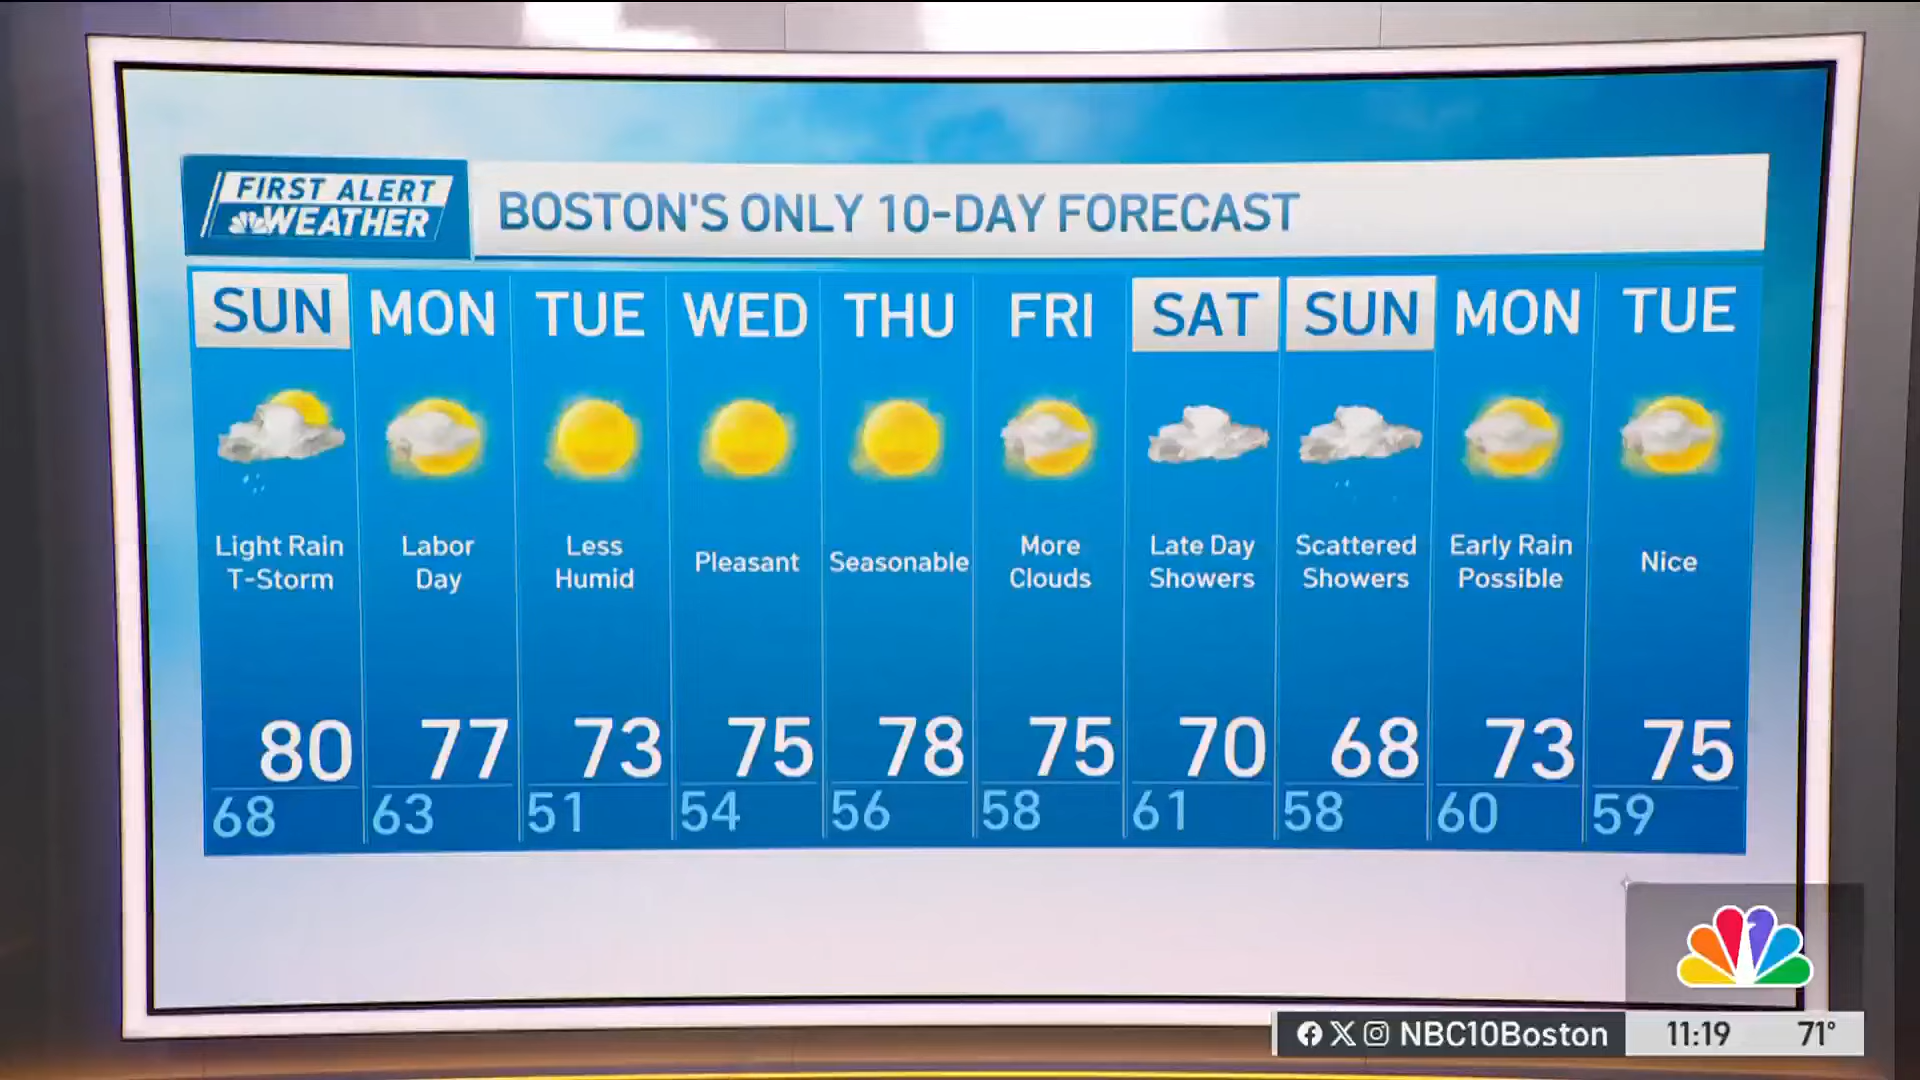 FIRST ALERT
WEATHER
BOSTON'S ONLY 10-DAY FORECAST
SUN MON TUE WED THU FRI SAT SUN MON TUE
Light Rain
T-Storm
Labor
Day
Less
Humid
Pleasant
Seasonable
More
Clouds
Late Day
Showers
Scattered
Showers
Early Rain
Possible
Nice
80 77 73 75 78 75 70 68 73 75
68 63 51 54 56 58 61 58 60 59
NBC10Boston 11:19 71°